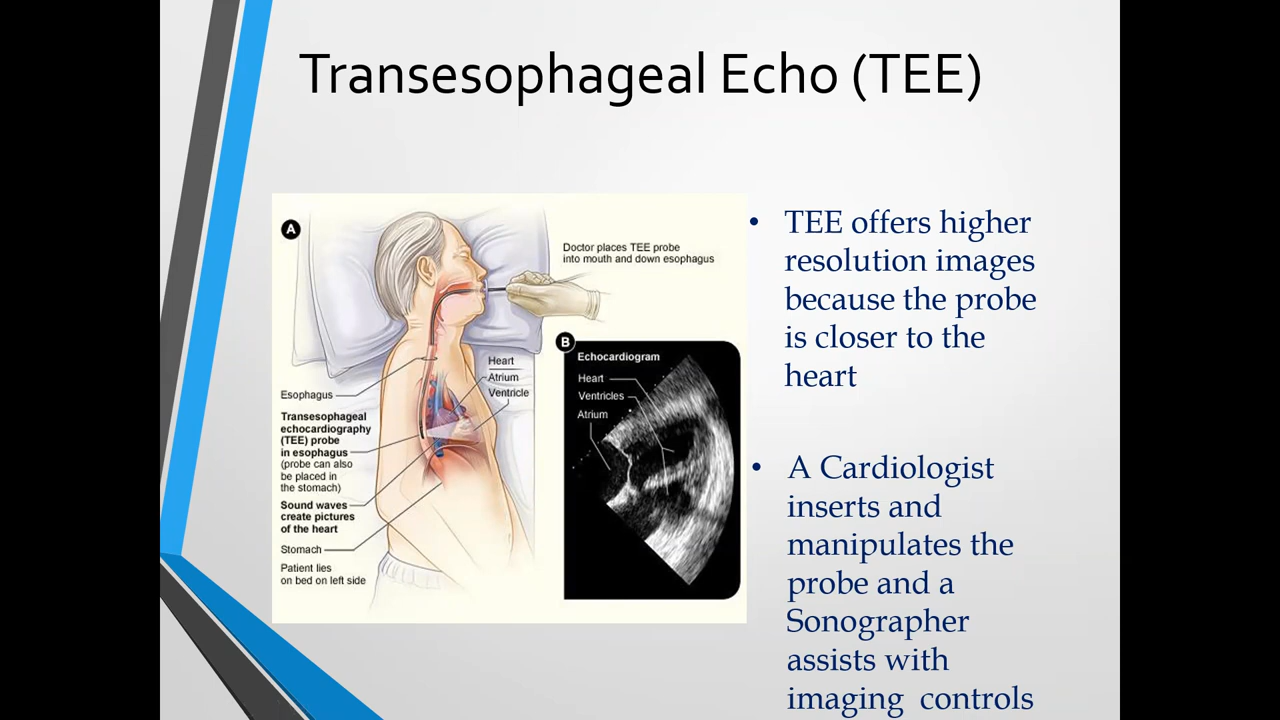 Transesophageal Echo (TEE)
A
Doctor places TEE probe
into mouth and down esophagus
B
Echocardiogram
Heart
Ventricles
Atrium
Heart
Atrium
Ventricle
Esophagus
Transesophageal
echocardiography
(TEE) probe
in esophagus
(probe can also
be placed in
the stomach)
Sound waves
create pictures
of the heart
Stomach
Patient lies
on bed on left side
• TEE offers higher
resolution images
because the probe
is closer to the
heart
• A Cardiologist
inserts and
manipulates the
probe and a
Sonographer
assists with
imaging controls